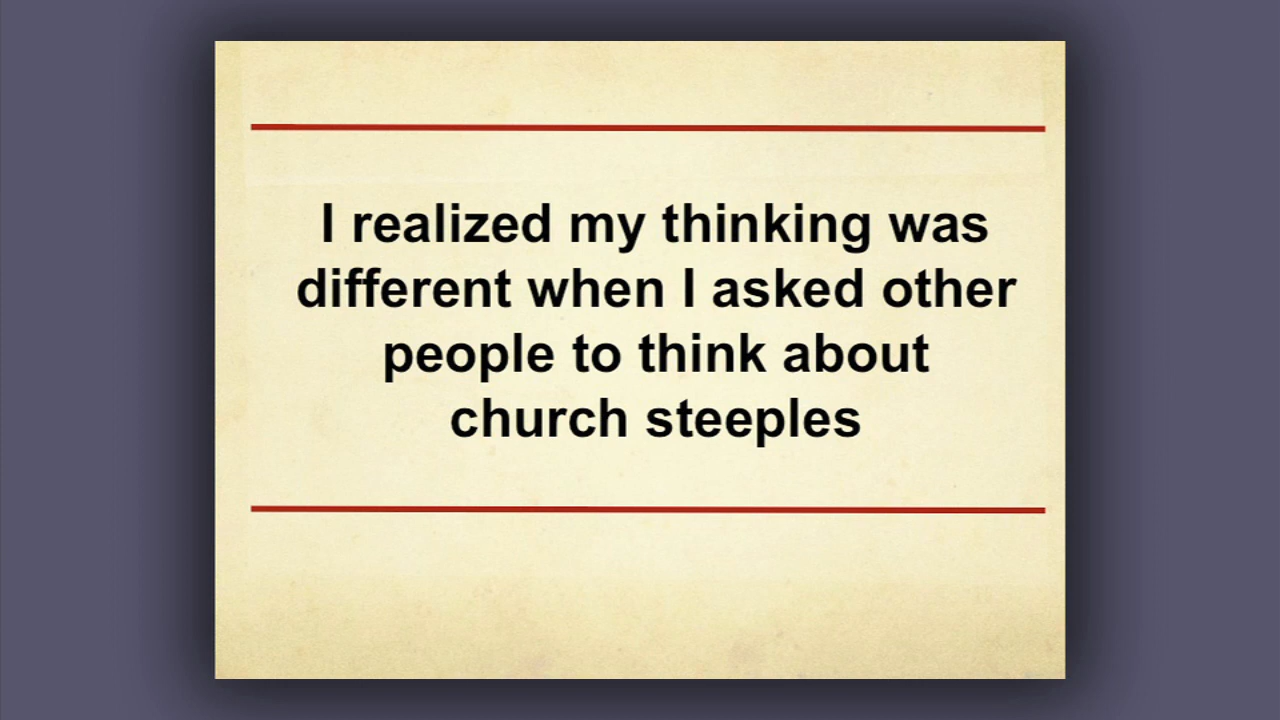 I realized my thinking was
different when I asked other
people to think about
church steeples